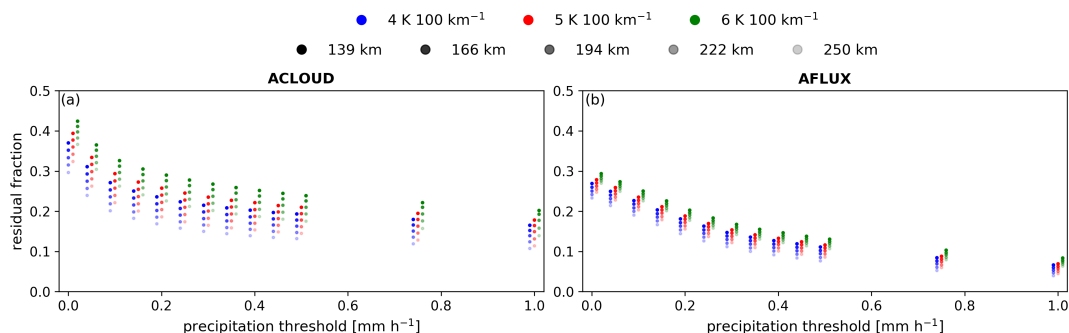 4 K 100 km⁻¹ 5 K 100 km⁻¹ 6 K 100 km⁻¹
139 km 166 km 194 km 222 km 250 km
ACLOUD
(a)
0.5
0.4
0.3
0.2
0.1
0.0
residual fraction
0.0 0.2 0.4 0.6 0.8 1.0
precipitation threshold [mm h⁻¹]
AFLUX
(b)
0.5
0.4
0.3
0.2
0.1
0.0
0.0 0.2 0.4 0.6 0.8 1.0
precipitation threshold [mm h⁻¹]